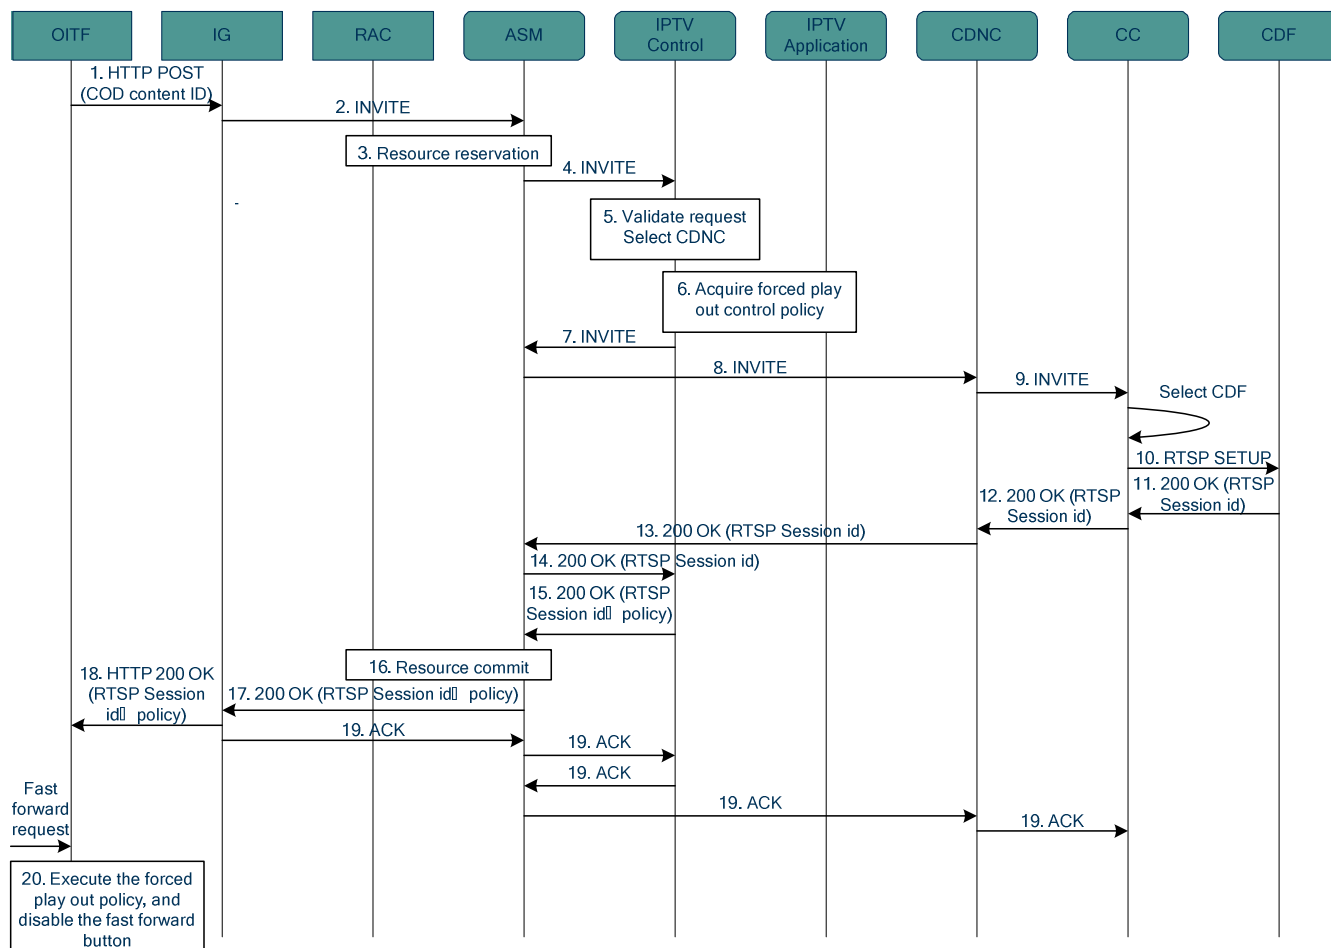 OITF
IG
RAC
ASM
IPTV
Control
IPTV
Application
CDNC
CC
CDF
1. HTTP POST
(COD content ID)
2. INVITE
3. Resource reservation
4. INVITE
-
5. Validate request
Select CDNC
6. Acquire forced play
out control policy
7. INVITE
8. INVITE
9. INVITE
Select CDF
10. RTSP SETUP
11. 200 OK (RTSP
Session id)
12. 200 OK (RTSP
Session id)
13. 200 OK (RTSP Session id)
14. 200 OK (RTSP Session id)
15. 200 OK (RTSP
Session id▯ policy)
16. Resource commit
17. 200 OK (RTSP Session id▯ policy)
18. HTTP 200 OK
(RTSP Session
id▯ policy)
19. ACK
19. ACK
19. ACK
19. ACK
19. ACK
Fast
forward
request
20. Execute the forced
play out policy, and
disable the fast forward
button